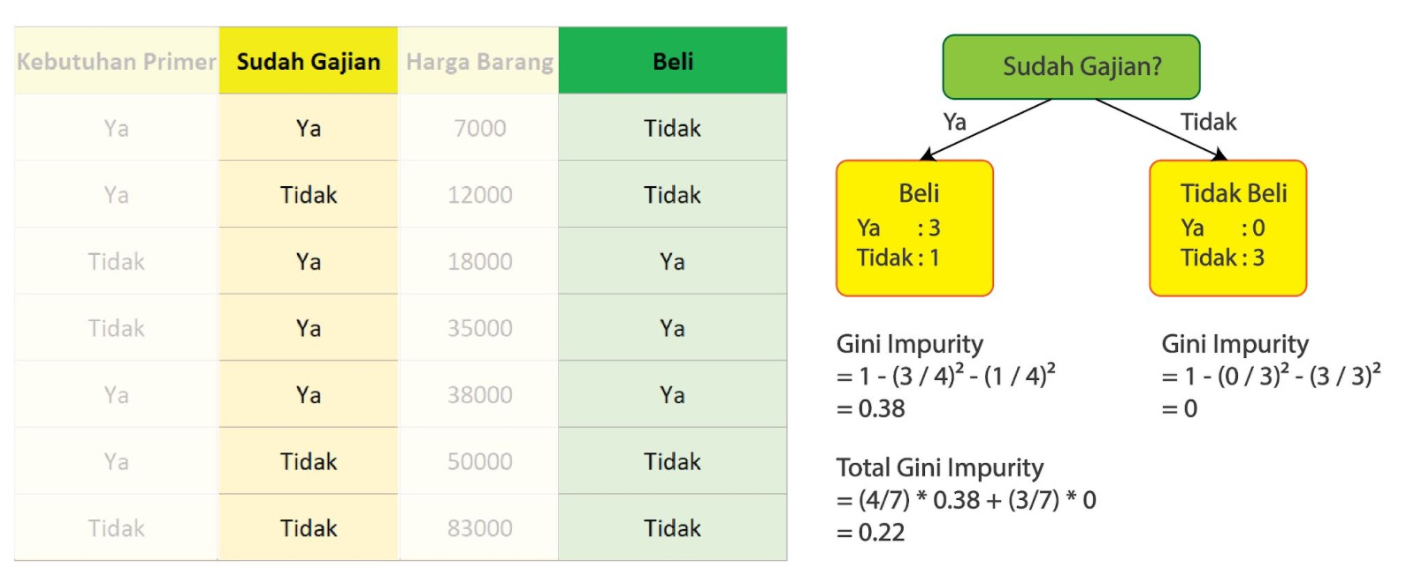 Kebutuhan Primer Sudah Gajian Harga Barang Beli
Ya Ya 7000 Tidak
Ya Tidak 12000 Tidak
Tidak Ya 18000 Ya
Tidak Ya 35000 Ya
Ya Ya 38000 Ya
Ya Tidak 50000 Tidak
Tidak Tidak 83000 Tidak
Sudah Gajian?
Ya
Tidak
Beli
Ya : 3
Tidak : 1
Tidak Beli
Ya : 0
Tidak : 3
Gini Impurity
= 1 - (3 / 4)² - (1 / 4)²
= 0.38
Gini Impurity
= 1 - (0 / 3)² - (3 / 3)²
= 0
Total Gini Impurity
= (4/7) * 0.38 + (3/7) * 0
= 0.22